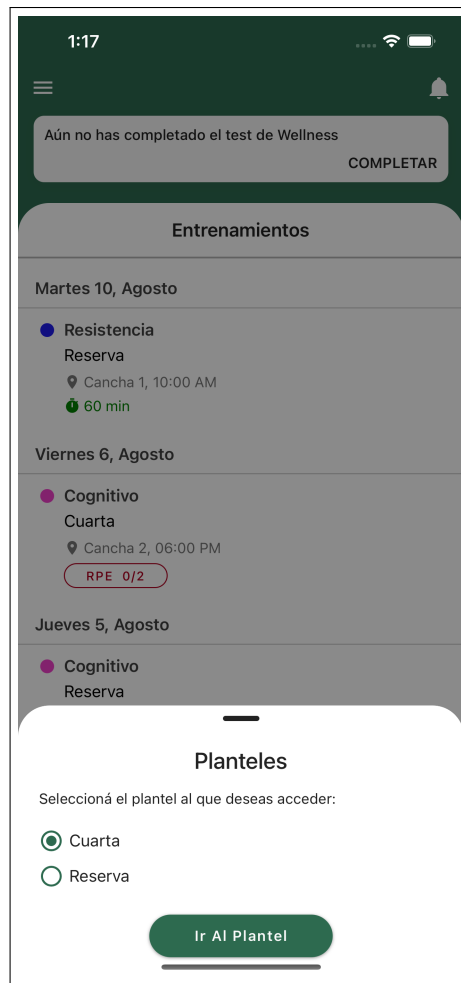 1:17
Aún no has completado el test de Wellness
COMPLETAR
Entrenamientos
Martes 10, Agosto
Resistencia
Reserva
Cancha 1, 10:00 AM
60 min
Viernes 6, Agosto
Cognitivo
Cuarta
Cancha 2, 06:00 PM
RPE 0/2
Jueves 5, Agosto
Cognitivo
Reserva
Planteles
Seleccioná el plantel al que deseas acceder:
Cuarta
Reserva
Ir Al Plantel